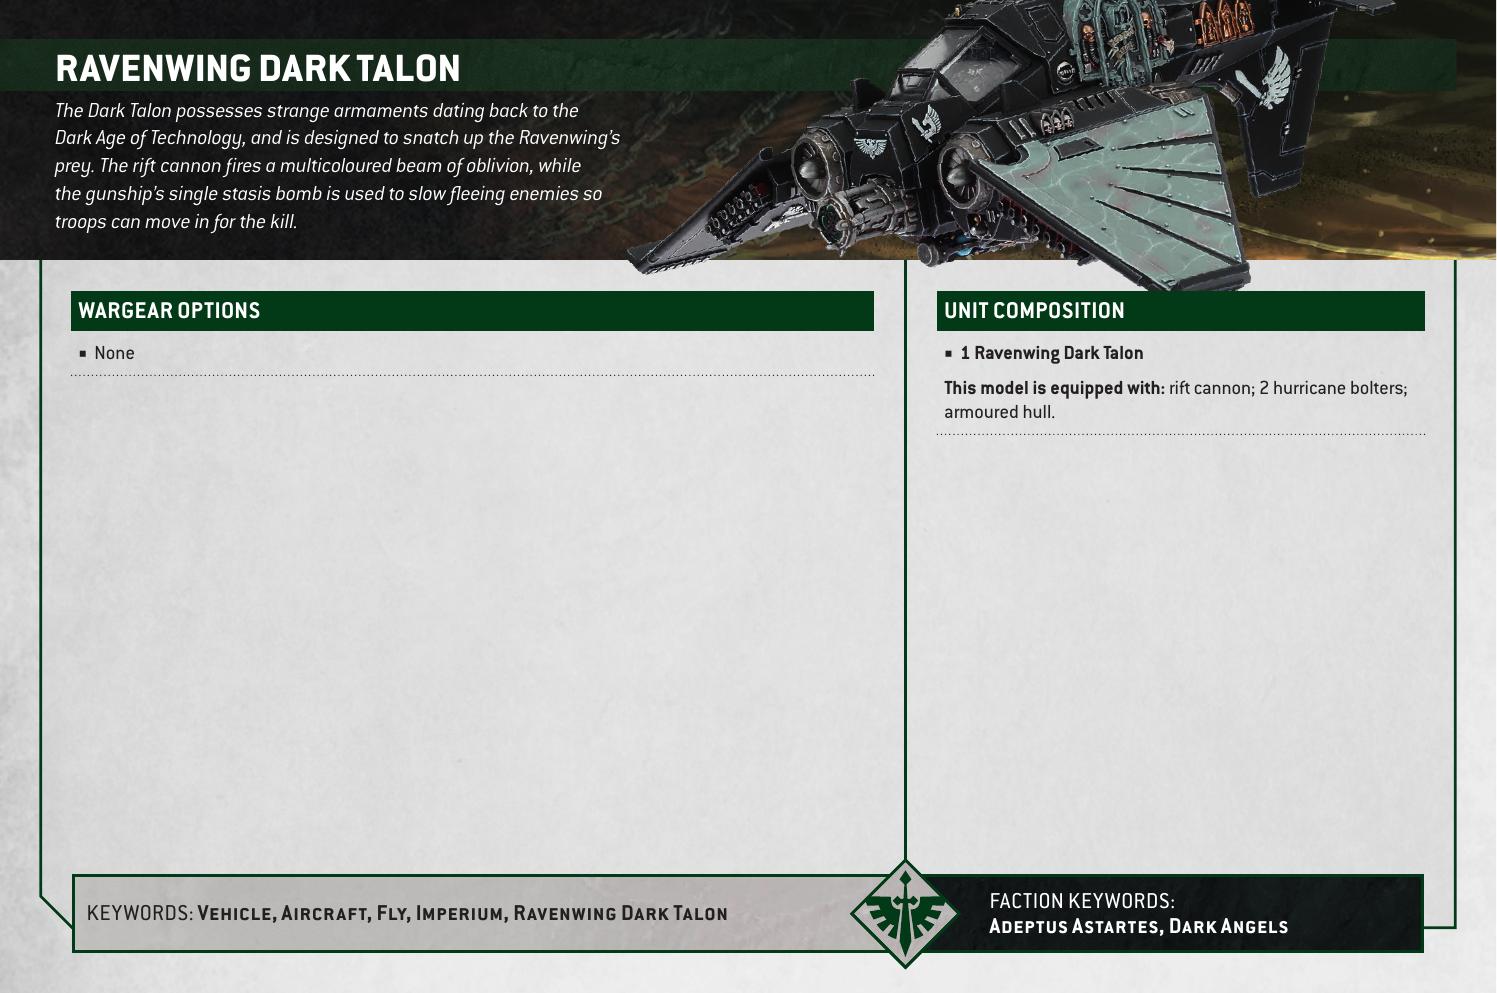 RAVENWING DARK TALON
The Dark Talon possesses strange armaments dating back to the
Dark Age of Technology, and is designed to snatch up the Ravenwing’s
prey. The rift cannon fires a multicoloured beam of oblivion, while
the gunship’s single stasis bomb is used to slow fleeing enemies so
troops can move in for the kill.
WARGEAR OPTIONS
■ None
UNIT COMPOSITION
■ 1 Ravenwing Dark Talon
This model is equipped with: rift cannon; 2 hurricane bolters;
armoured hull.
KEYWORDS: Vehicle, Aircraft, Fly, Imperium, Ravenwing Dark Talon
FACTION KEYWORDS:
Adeptus Astartes, Dark Angels